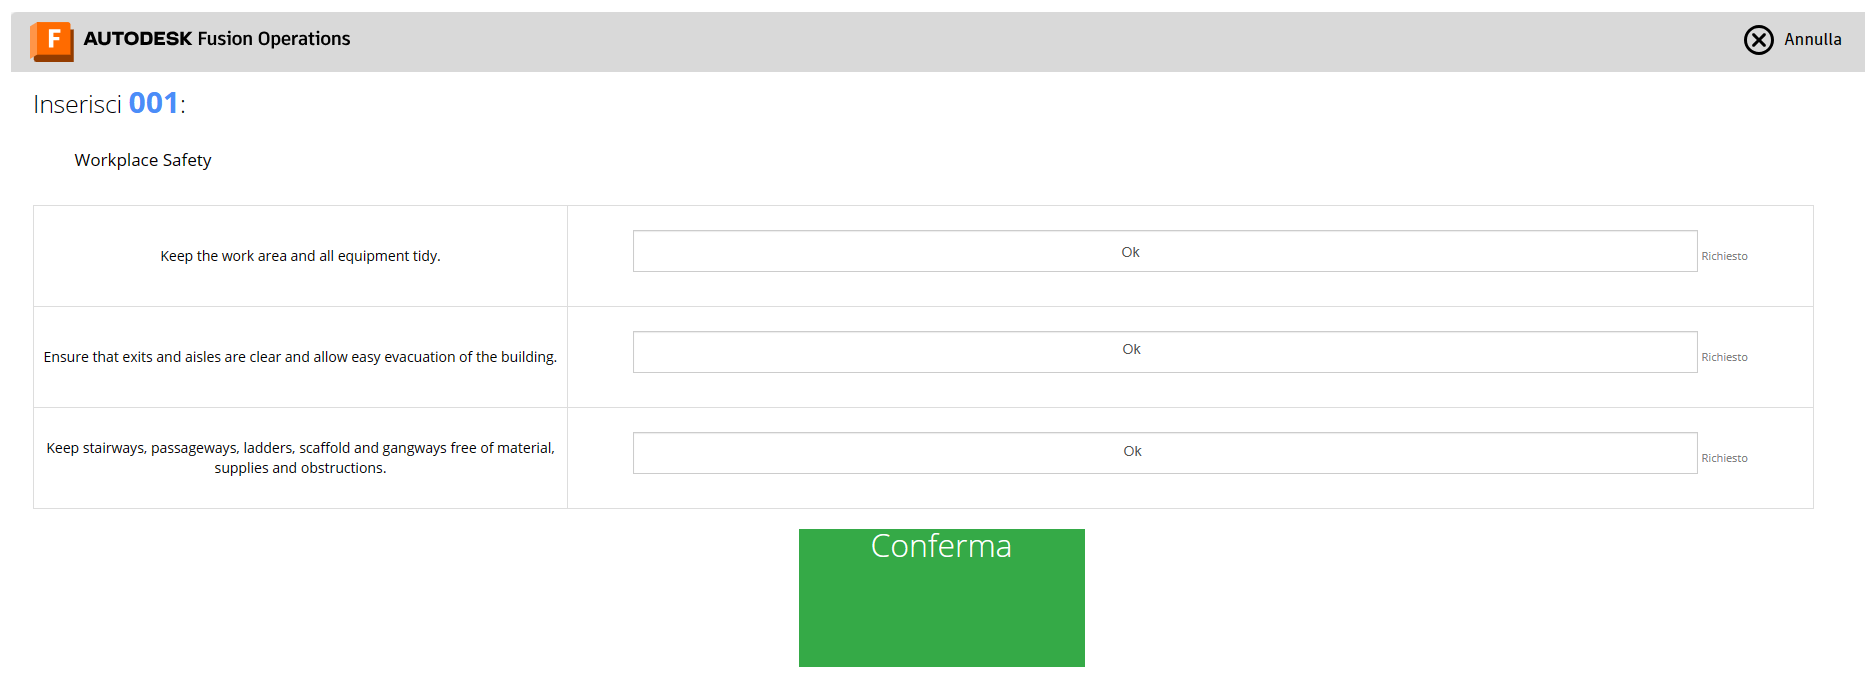 F AUTODESK Fusion Operations
Annulla
Inserisci 001:
Workplace Safety
Keep the work area and all equipment tidy.
Ok
Richiesto
Ensure that exits and aisles are clear and allow easy evacuation of the building.
Ok
Richiesto
Keep stairways, passageways, ladders, scaffold and gangways free of material,
supplies and obstructions.
Ok
Richiesto
Conferma